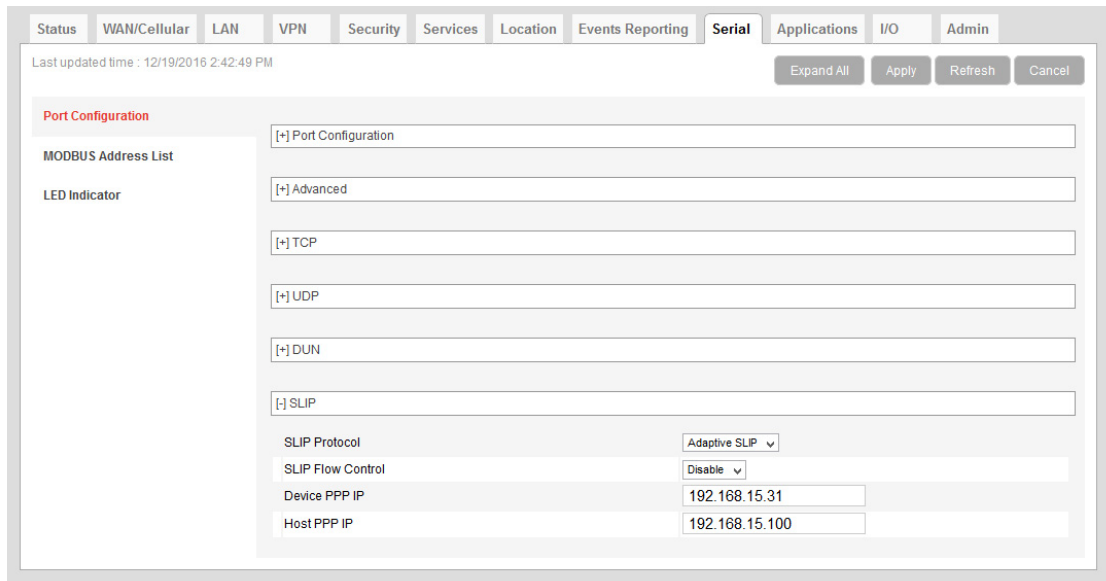 Status WAN/Cellular LAN VPN Security Services Location Events Reporting Serial Applications I/O Admin
Last updated time : 12/19/2016 2:42:49 PM
Expand All Apply Refresh Cancel
Port Configuration
MODBUS Address List
LED Indicator
[+] Port Configuration
[+] Advanced
[+] TCP
[+] UDP
[+] DUN
[-] SLIP
SLIP Protocol Adaptive SLIP
SLIP Flow Control Disable
Device PPP IP 192.168.15.31
Host PPP IP 192.168.15.100